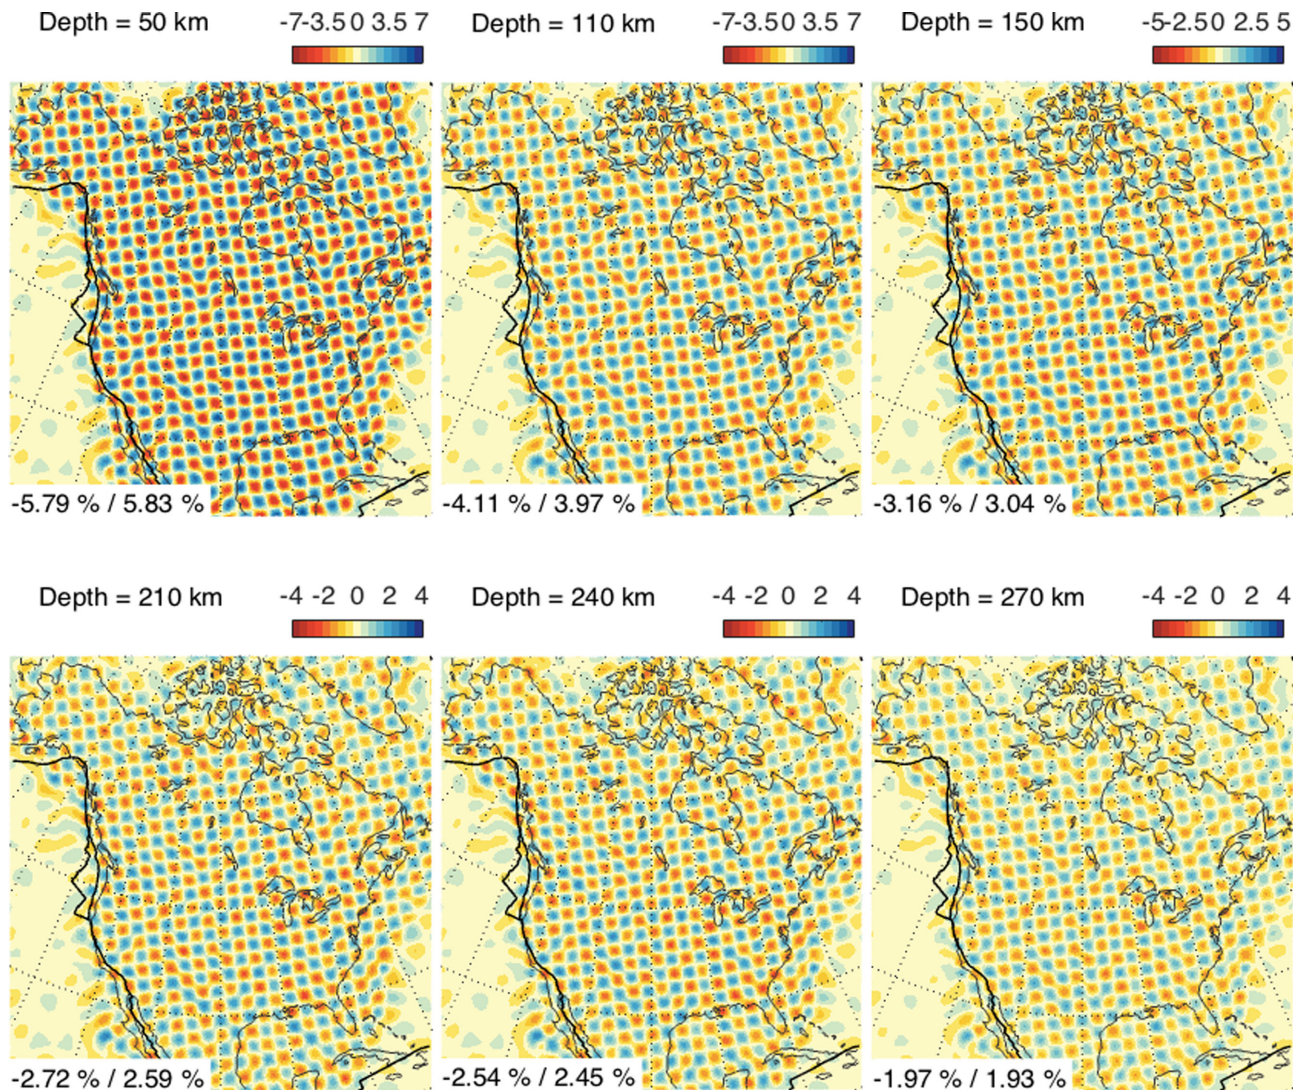 Depth = 50 km
-7-3.5 0 3.5 7
Depth = 110 km
-7-3.5 0 3.5 7
Depth = 150 km
-5-2.5 0 2.5 5
-5.79 % / 5.83 %
-4.11 % / 3.97 %
-3.16 % / 3.04 %
Depth = 210 km
-4 -2 0 2 4
Depth = 240 km
-4 -2 0 2 4
Depth = 270 km
-4 -2 0 2 4
-2.72 % / 2.59 %
-2.54 % / 2.45 %
-1.97 % / 1.93 %